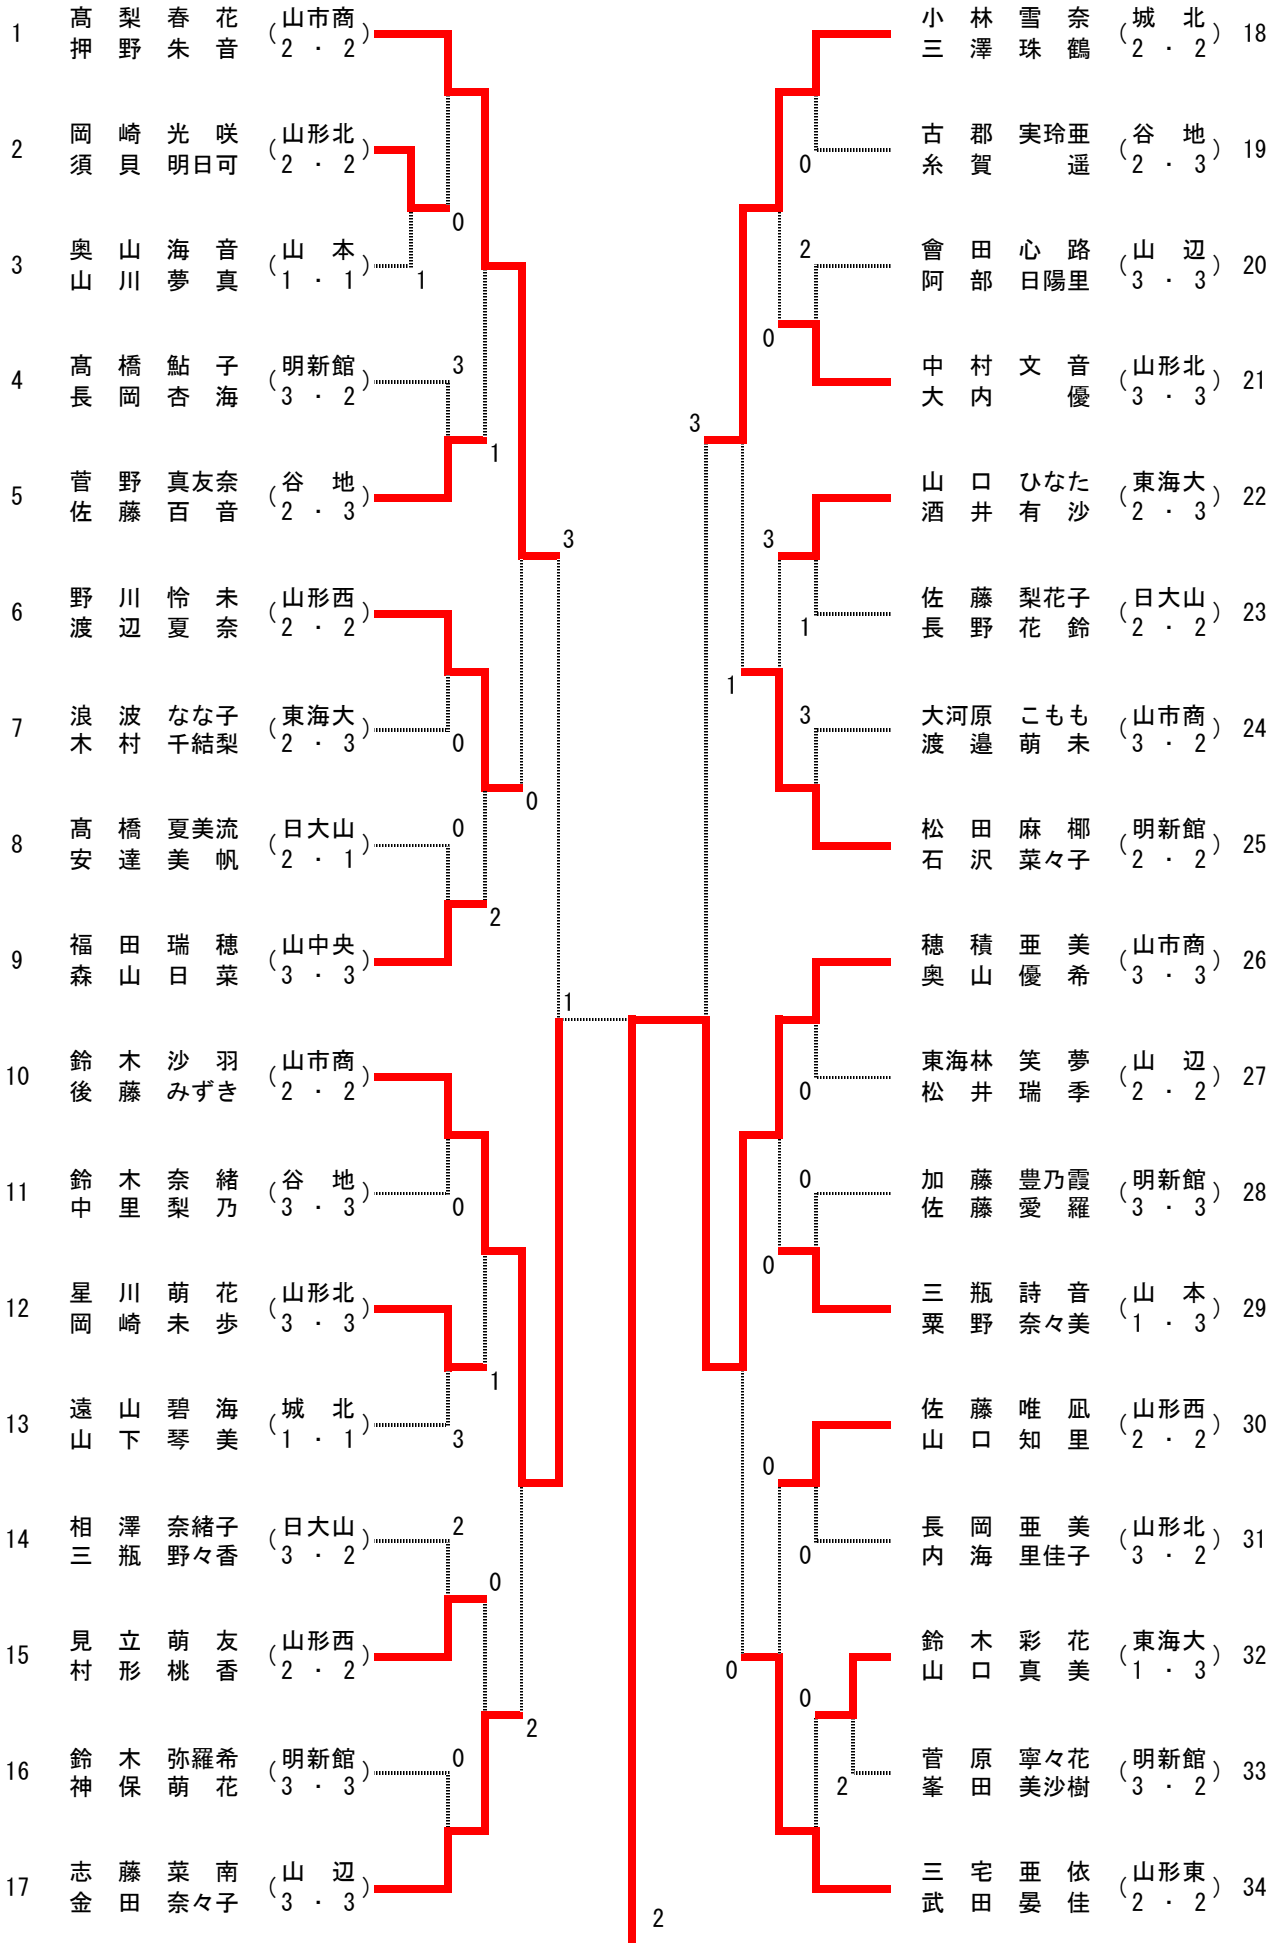 1 髙梨春花 (山市商)
押野朱音 2・2
2 岡崎光咲 (山形北)
須貝明日可 2・2
0
3 奥山海音 (山本)
山川夢真 1・1
1
4 髙橋鮎子 (明新館)
長岡杏海 3・2
3
1
5 菅野真友奈 (谷地)
佐藤百音 2・3
3
6 野川怜未 (山形西)
渡辺夏奈 2・2
7 浪波なな子 (東海大)
木村千結梨 2・3
0
0
8 髙橋夏美流 (日大山)
安達美帆 2・1
0
2
9 福田瑞穂 (山中央)
森山日菜 3・3
1
10 鈴木沙羽 (山市商)
後藤みずき 2・2
11 鈴木奈緒 (谷地)
中里梨乃 3・3
0
12 星川萌花 (山形北)
岡崎未歩 3・3
1
13 遠山碧海 (城北)
山下琴美 1・1
3
14 相澤奈緒子 (日大山)
三瓶野々香 3・2
2
0
15 見立萌友 (山形西)
村形桃香 2・2
2
16 鈴木弥羅希 (明新館)
神保萌花 3・3
0
17 志藤菜南 (山辺)
金田奈々子 3・3
2
小林雪奈 (城北) 18
三澤珠鶴 2・2
古郡実玲亜 (谷地) 19
糸賀遥 2・3
0
會田心路 (山辺) 20
阿部日陽里 3・3
2
0
中村文音 (山形北) 21
大内優 3・3
3
山口ひなた (東海大) 22
酒井有沙 2・3
3
佐藤梨花子 (日大山) 23
長野花鈴 2・2
1
1
大河原こもも (山市商) 24
渡邉萌未 3・2
3
松田麻椰 (明新館) 25
石沢菜々子 2・2
穂積亜美 (山市商) 26
奥山優希 3・3
東海林笑夢 (山辺) 27
松井瑞季 2・2
0
加藤豊乃霞 (明新館) 28
佐藤愛羅 3・3
0
0
三瓶詩音 (山本) 29
粟野奈々美 1・3
佐藤唯凪 (山形西) 30
山口知里 2・2
0
長岡亜美 (山形北) 31
内海里佳子 3・2
0
鈴木彩花 (東海大) 32
山口真美 1・3
0
0
菅原寧々花 (明新館) 33
峯田美沙樹 3・2
2
三宅亜依 (山形東) 34
武田晏佳 2・2